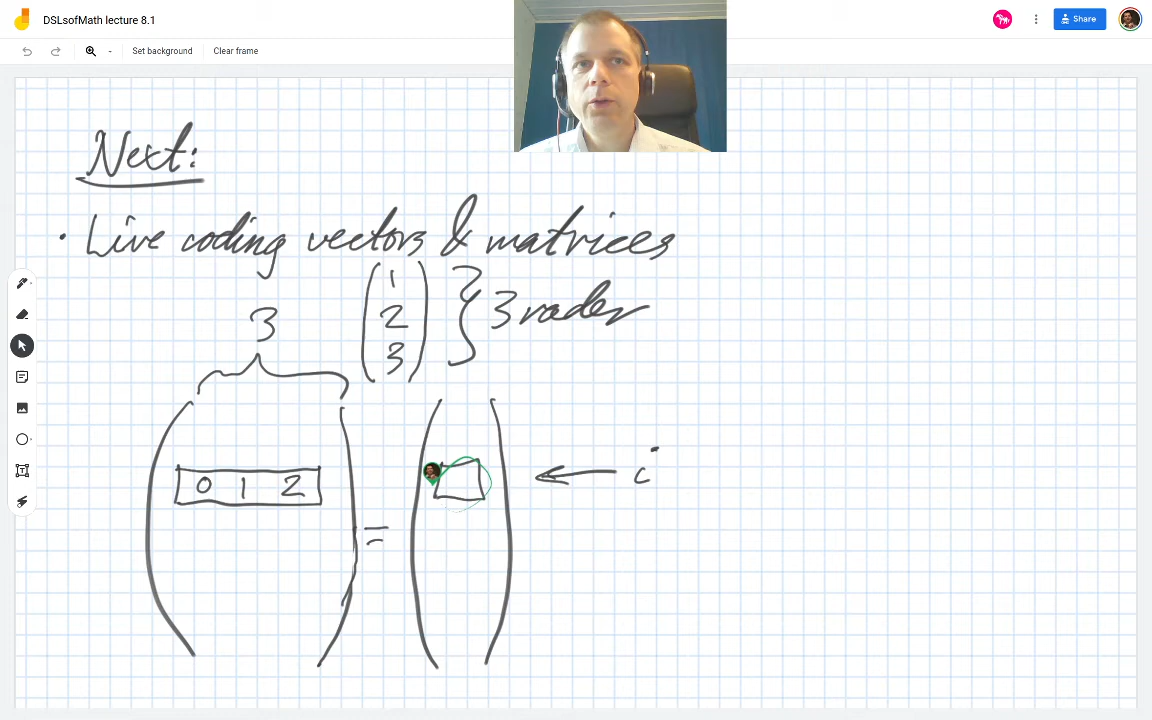 DSLsofMath lecture 8.1
Share
Set background
Clear frame
Next:
· Live coding vectors & matrices
3
1
2
3
3 rader
0 1 2
=
i